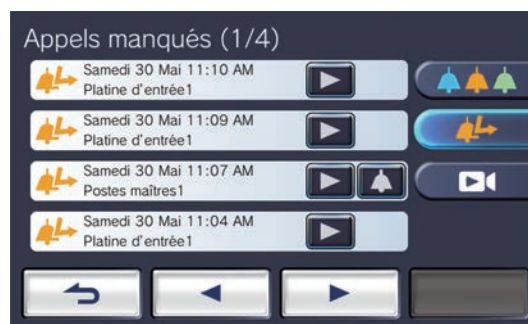 Appels manqués (1/4)
Samedi 30 Mai 11:10 AM
Platine d'entrée1
Samedi 30 Mai 11:09 AM
Platine d'entrée1
Samedi 30 Mai 11:07 AM
Postes maîtres1
Samedi 30 Mai 11:04 AM
Platine d'entrée1